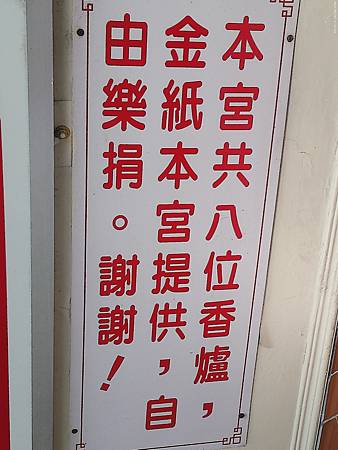 本宮共八位香爐，
金紙本宮提供，自
由樂捐。謝謝！